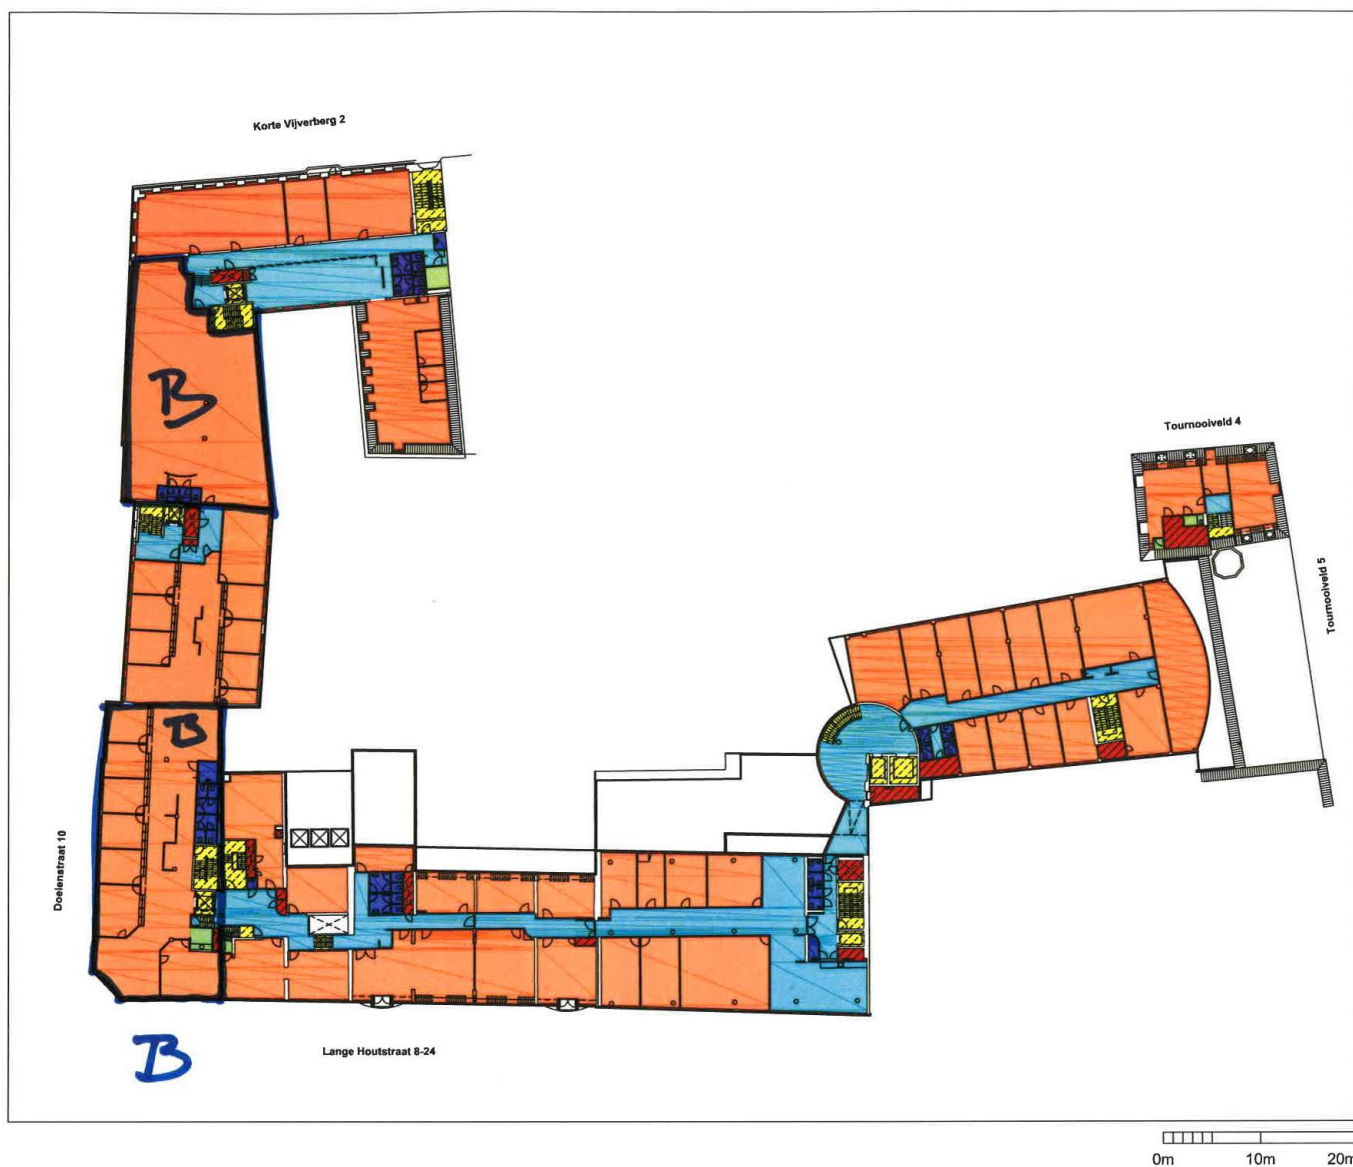 Korte Vijverberg 2
B
Tournooiveld 4
Tournooiveld 5
B
Doelenstraat 10
Lange Houtstraat 8-24
B
0m 10m 20m